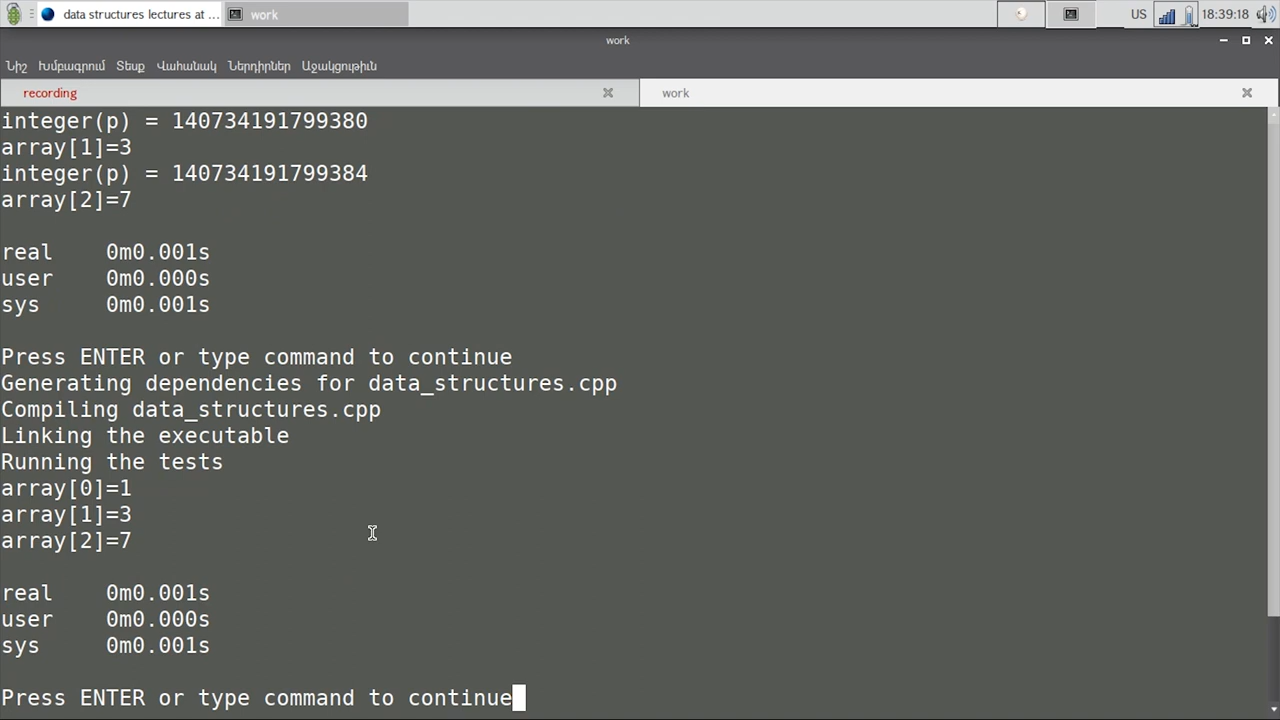 data structures lectures at ...
work
US
18:39:18
work
Նիշ Խմբագրում Տեսք Վահանակ Ներդիրներ Աջակցութիւն
recording
work
integer(p) = 140734191799380
array[1]=3
integer(p) = 140734191799384
array[2]=7
real 0m0.001s
user 0m0.000s
sys 0m0.001s
Press ENTER or type command to continue
Generating dependencies for data_structures.cpp
Compiling data_structures.cpp
Linking the executable
Running the tests
array[0]=1
array[1]=3
array[2]=7
real 0m0.001s
user 0m0.000s
sys 0m0.001s
Press ENTER or type command to continue